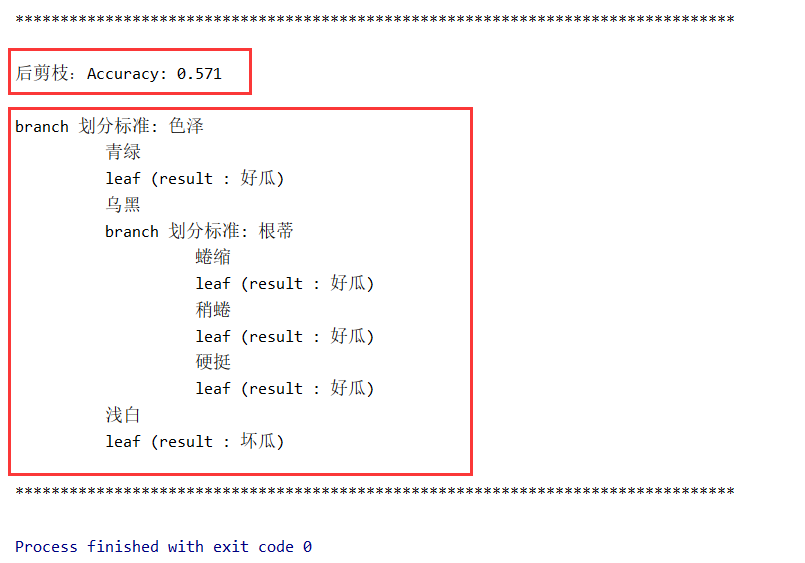 ********************************************************************************
后剪枝：Accuracy: 0.571
branch 划分标准: 色泽
青绿
leaf (result : 好瓜)
乌黑
branch 划分标准: 根蒂
蜷缩
leaf (result : 好瓜)
稍蜷
leaf (result : 好瓜)
硬挺
leaf (result : 好瓜)
浅白
leaf (result : 坏瓜)
********************************************************************************
Process finished with exit code 0